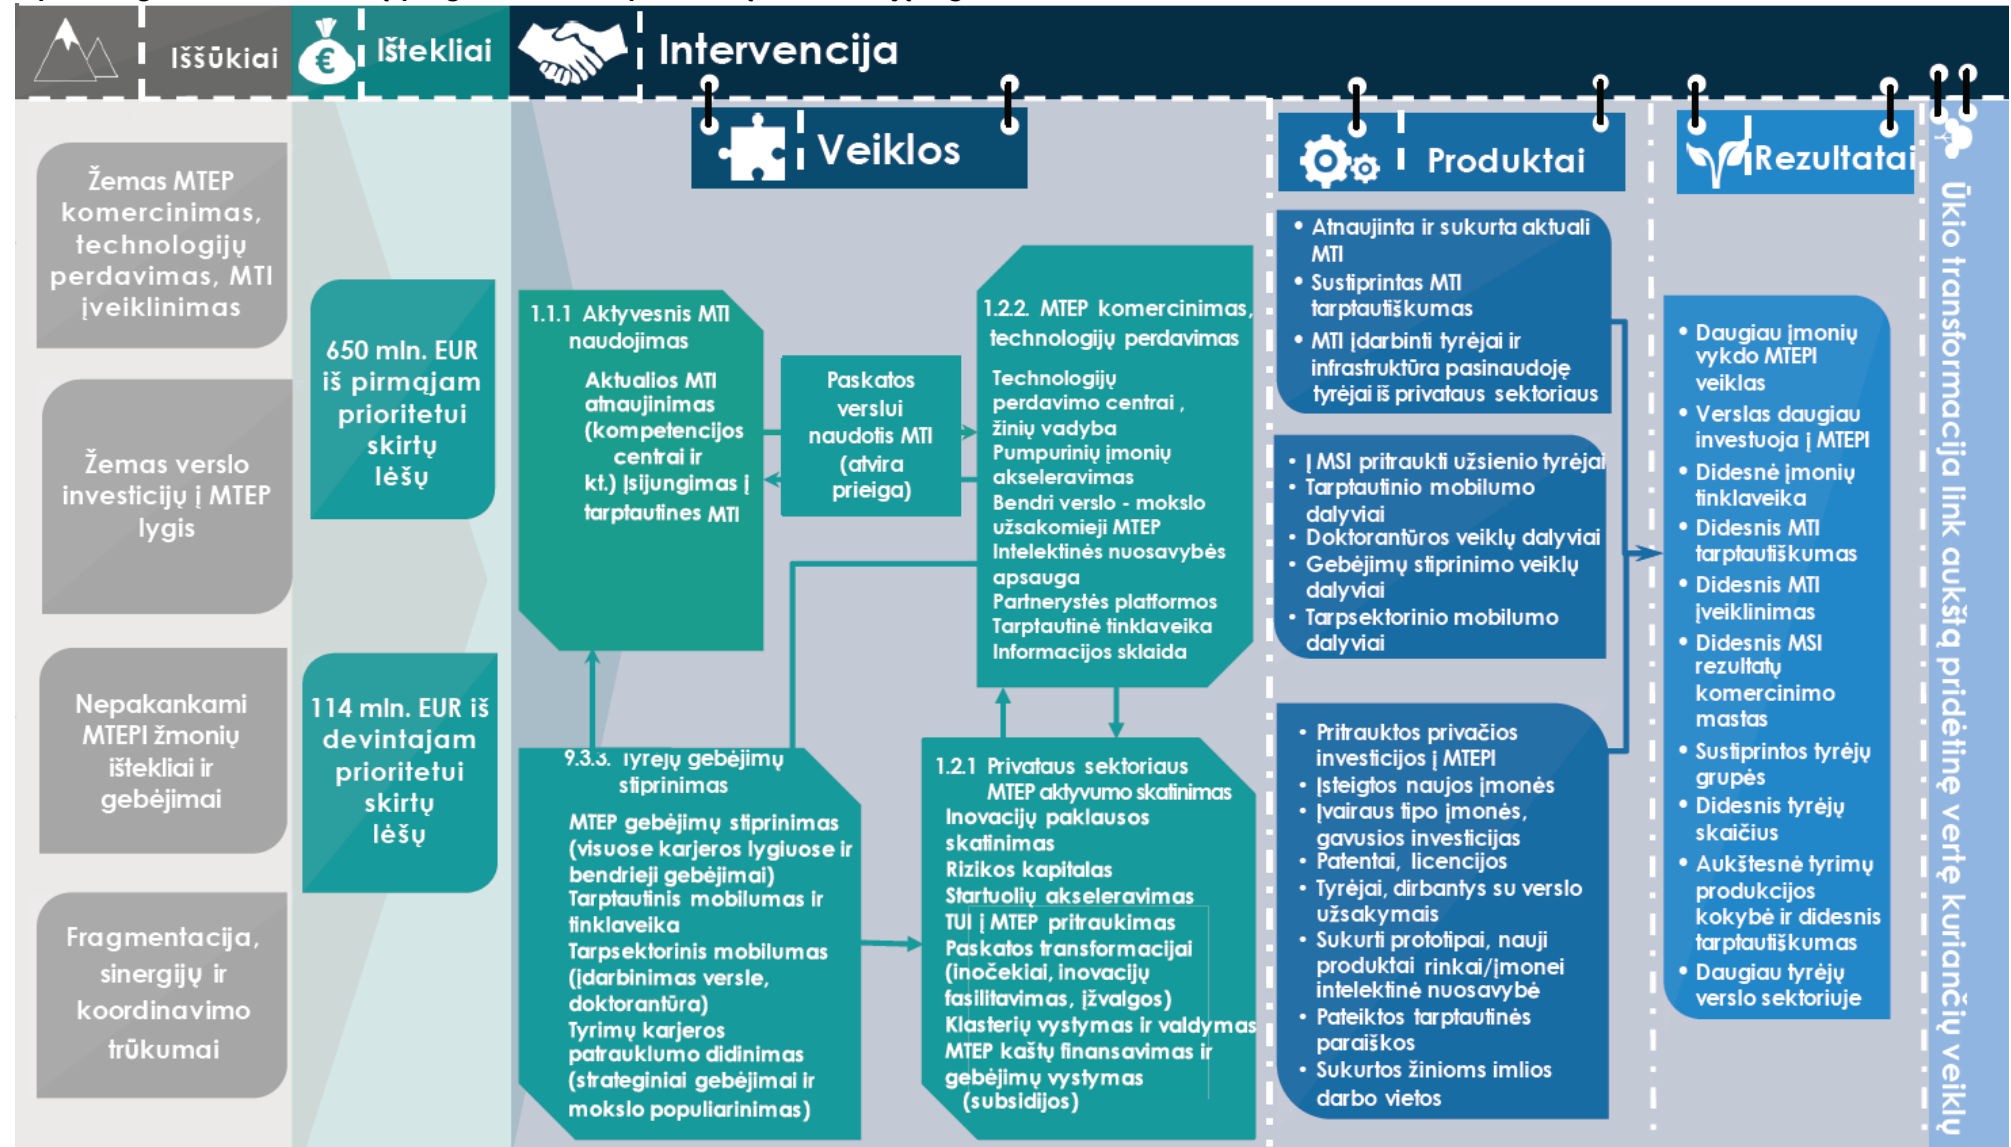 Iššūkiai
Ištekliai
Intervencija
Veiklos
Produktai
Rezultatai
Žemas MTEP
komercinimas,
technologijų
perdavimas, MTI
įveiklinimas
Žemas verslo
investicijų į MTEP
lygis
Nepakankami
MTEPI žmonių
ištekliai ir
gebėjimai
Fragmentacija,
sinergijų ir
koordinavimo
trūkumai
650 mln. EUR
iš pirmąjam
prioritetui
skirtų
lėšų
114 mln. EUR iš
devintajam
prioritetui
skirtų
lėšų
1.1.1 Aktyvesnis MTI
naudojimas
Aktualios MTI
atnaujinimas
(kompetencijos
centrai ir
kt.) Įsijungimas į
tarptautines MTI
Paskatos
verslui
naudotis MTI
(atvira
prieiga)
1.2.2. MTEP komercinimas,
technologijų perdavimas
Technologijų
perdavimo centrai ,
žinių vadyba
Pumpurinių įmonių
akseleravimas
Bendri verslo - mokslo
užsakomieji MTEP
Intelektinės nuosavybės
apsauga
Partnerystės platformos
Tarptautinė tinklaveika
Informacijos sklaida
9.3.3. Tyrėjų gebėjimų
stiprinimas
MTEP gebėjimų stiprinimas
(visuose karjeros lygiuose ir
bendrieji gebėjimai)
Tarptautinis mobilumas ir
tinklaveika
Tarpsektorinis mobilumas
(įdarbinimas versle,
doktorantūra)
Tyrimų karjeros
patrauklumo didinimas
(strateginiai gebėjimai ir
mokslo populiarinimas)
1.2.1 Privataus sektoriaus
MTEP aktyvumo skatinimas
Inovacijų paklausos
skatinimas
Rizikos kapitalas
Startuolių akseleravimas
TUI į MTEP pritraukimas
Paskatos transformacijai
(inočekiai, inovacijų
fasilitavimas, įžvalgos)
Klasterių vystymas ir valdymas
MTEP kaštų finansavimas ir
gebėjimų vystymas
(subsidijos)
• Atnaujinta ir sukurta aktuali
MTI
• Sustiprintas MTI
tarptautiškumas
• MTI įdarbinti tyrėjai ir
infrastruktūra pasinaudoję
tyrėjai iš privataus sektoriaus
• Į MSI pritraukti užsienio tyrėjai
• Tarptautinio mobilumo
dalyviai
• Doktorantūros veiklų dalyviai
• Gebėjimų stiprinimo veiklų
dalyviai
• Tarpsektorinio mobilumo
dalyviai
• Pritrauktos privačios
investicijos į MTEPI
• Įsteigtos naujos įmonės
• Įvairaus tipo įmonės,
gavusios investicijas
• Patentai, licencijos
• Tyrėjai, dirbantys su verslo
užsakymais
• Sukurti prototipai, nauji
produktai rinkai/įmonei
intelektinė nuosavybė
• Pateiktos tarptautinės
paraiškos
• Sukurtos žinioms imlios
darbo vietos
• Daugiau įmonių
vykdo MTEPI
veiklas
• Verslas daugiau
investuoja į MTEPI
• Didesnė įmonių
tinklaveika
• Didesnis MTI
tarptautiškumas
• Didesnis MTI
įveiklinimas
• Didesnis MSI
rezultatų
komercinimo
mastas
• Sustiprintos tyrėjų
grupės
• Didesnis tyrėjų
skaičius
• Aukštesnė tyrimų
produkcijos
kokybė ir didesnis
tarptautiškumas
• Daugiau tyrėjų
verslo sektoriuje
Ūkio transformacija link aukštą pridėtinę vertę kuriančių veiklų